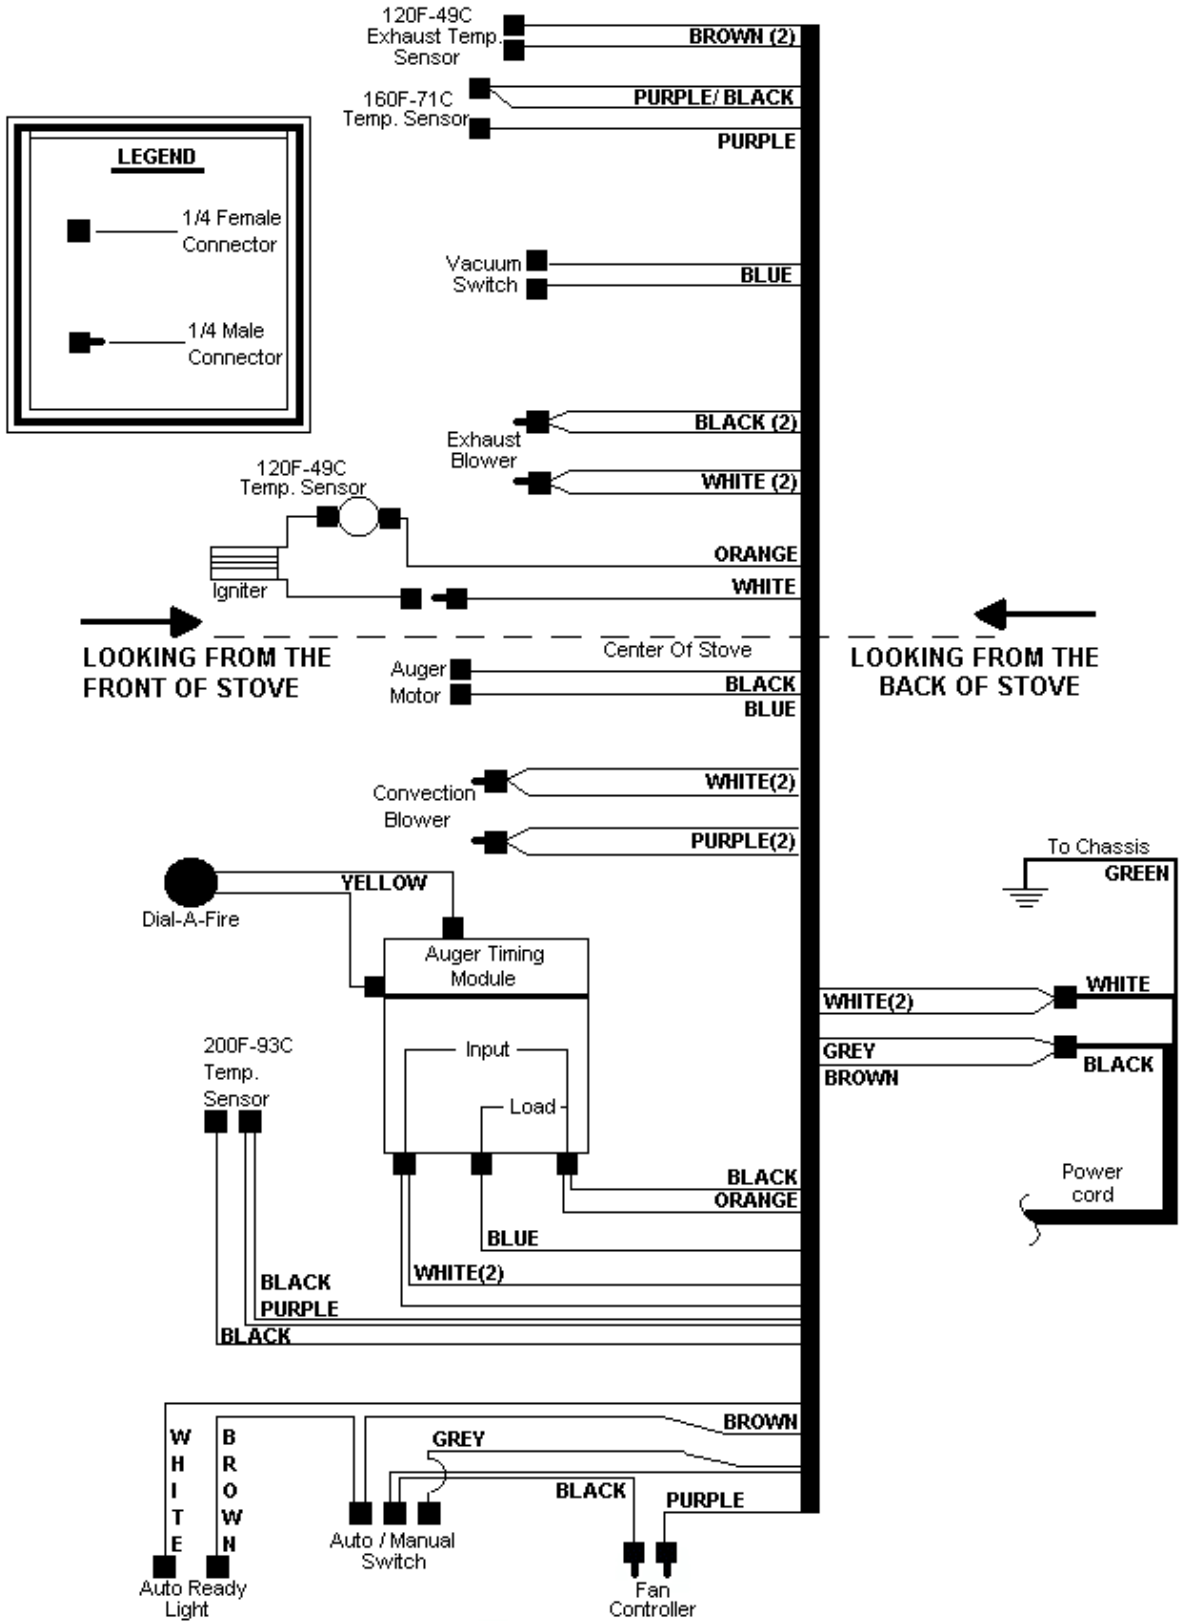 120F-49C
Exhaust Temp.
Sensor
BROWN (2)
160F-71C
Temp. Sensor
PURPLE/ BLACK
PURPLE
LEGEND
1/4 Female
Connector
1/4 Male
Connector
Vacuum
Switch
BLUE
Exhaust
Blower
BLACK (2)
WHITE (2)
120F-49C
Temp. Sensor
Igniter
ORANGE
WHITE
LOOKING FROM THE
FRONT OF STOVE
Center Of Stove
LOOKING FROM THE
BACK OF STOVE
Auger
Motor
BLACK
BLUE
Convection
Blower
WHITE(2)
PURPLE(2)
To Chassis
GREEN
Dial-A-Fire
YELLOW
Auger Timing
Module
WHITE
WHITE(2)
GREY
BROWN
BLACK
Input
Load
200F-93C
Temp.
Sensor
Power
cord
BLACK
ORANGE
BLUE
WHITE(2)
BLACK
PURPLE
BLACK
WHITE
BROWN
BROWN
GREY
BLACK
PURPLE
Auto / Manual
Switch
Auto Ready
Light
Fan
Controller